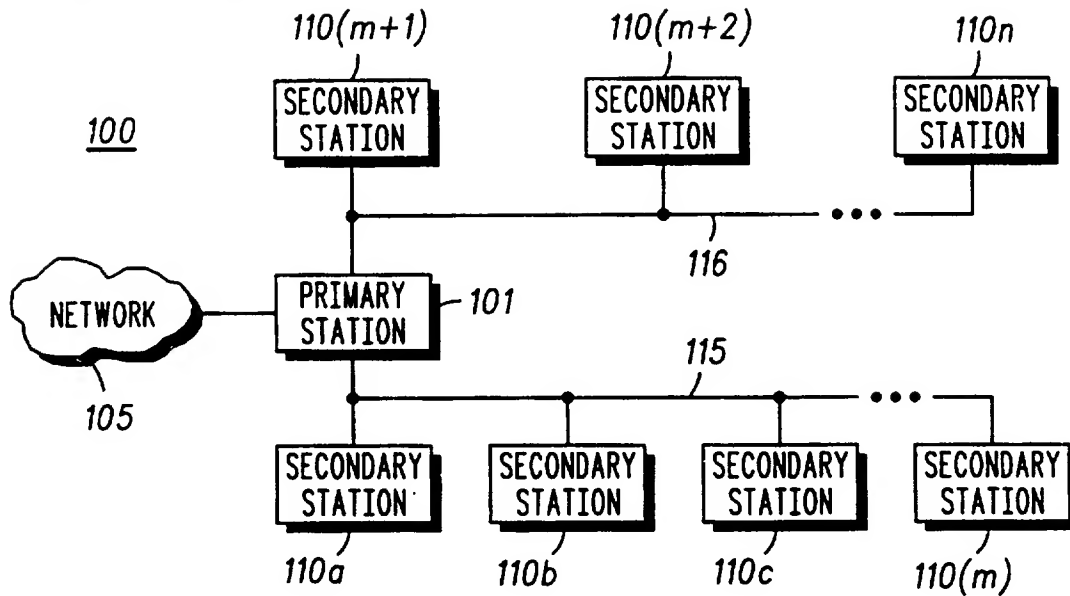 110(m+1)
110(m+2)
110n
SECONDARY
STATION
SECONDARY
STATION
SECONDARY
STATION
100
116
NETWORK
PRIMARY
STATION
101
105
115
SECONDARY
STATION
SECONDARY
STATION
SECONDARY
STATION
SECONDARY
STATION
110a
110b
110c
110(m)